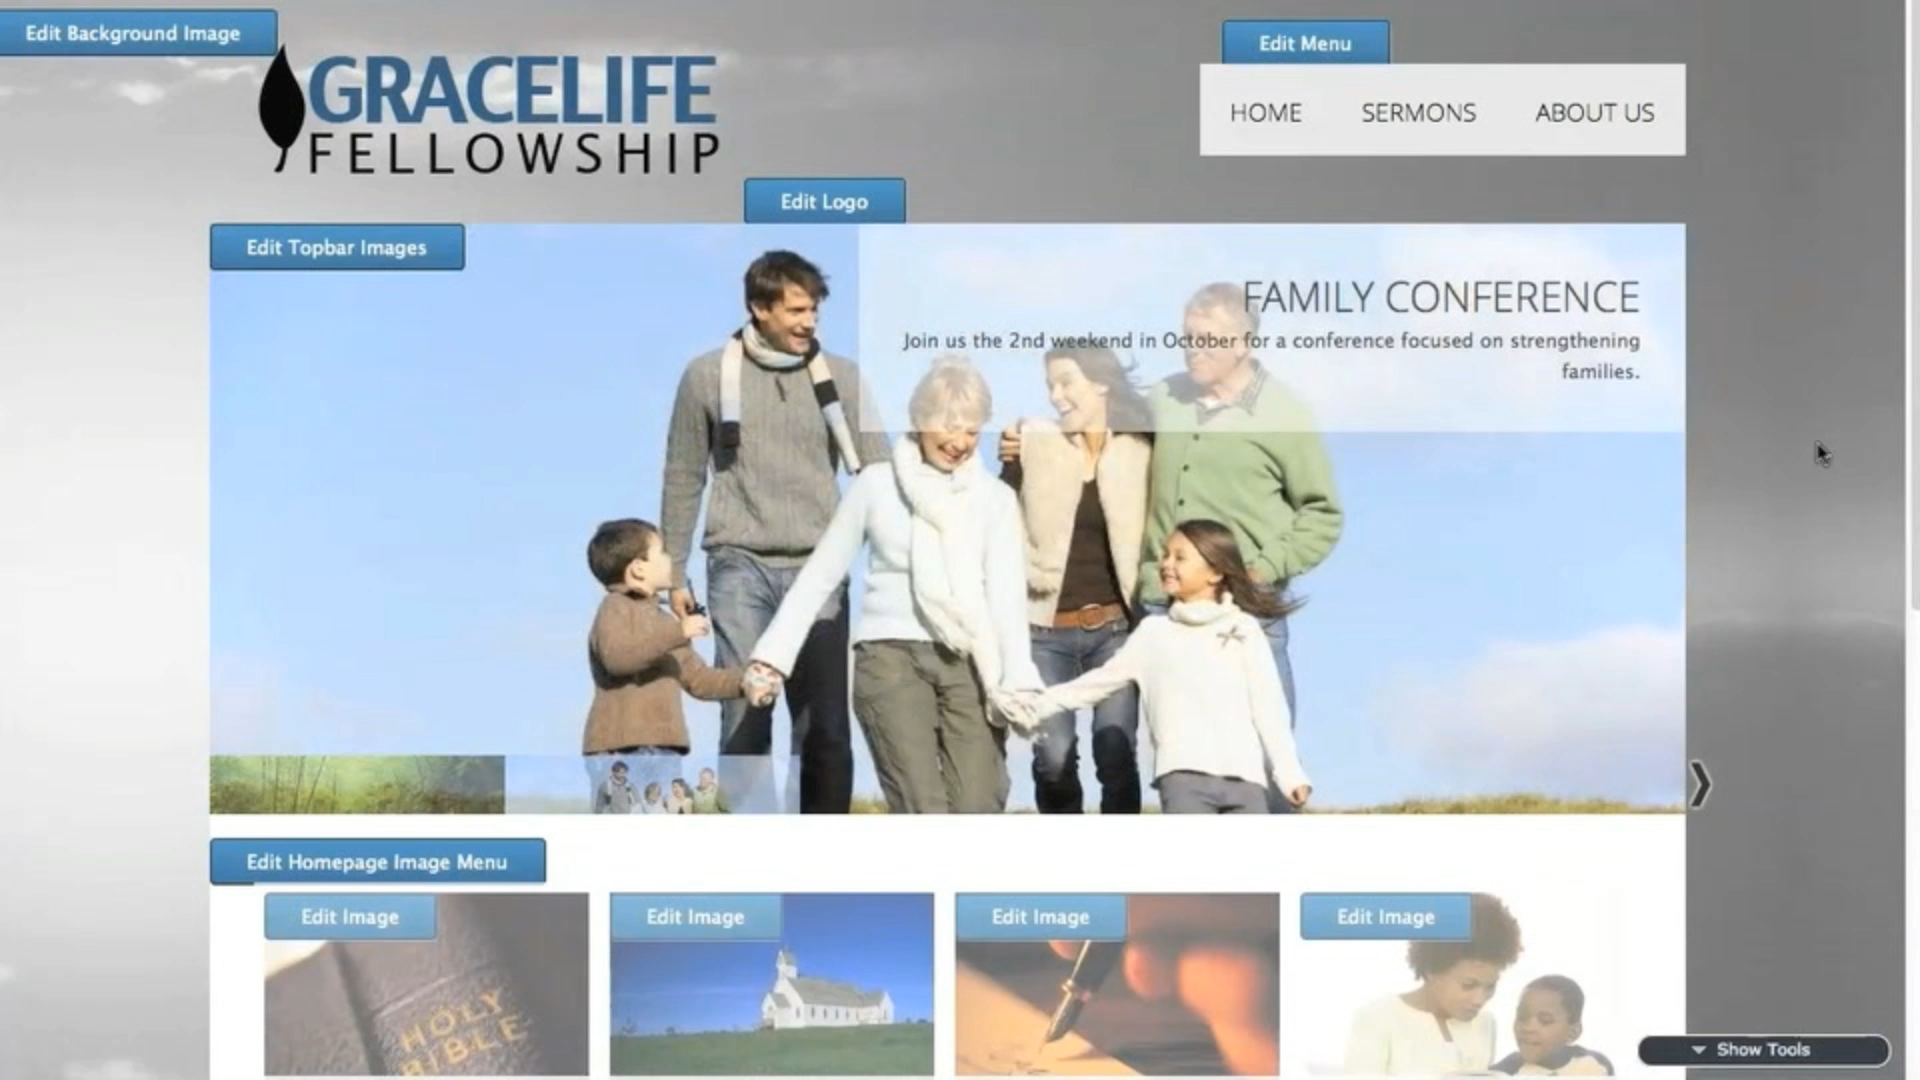 Edit Background Image
GRACELIFE
FELLOWSHIP
Edit Menu
HOME SERMONS ABOUT US
Edit Logo
Edit Topbar Images
FAMILY CONFERENCE
Join us the 2nd weekend in October for a conference focused on strengthening
families.
Edit Homepage Image Menu
Edit Image
Edit Image
Edit Image
Edit Image
HOLY
BIBLE
Show Tools